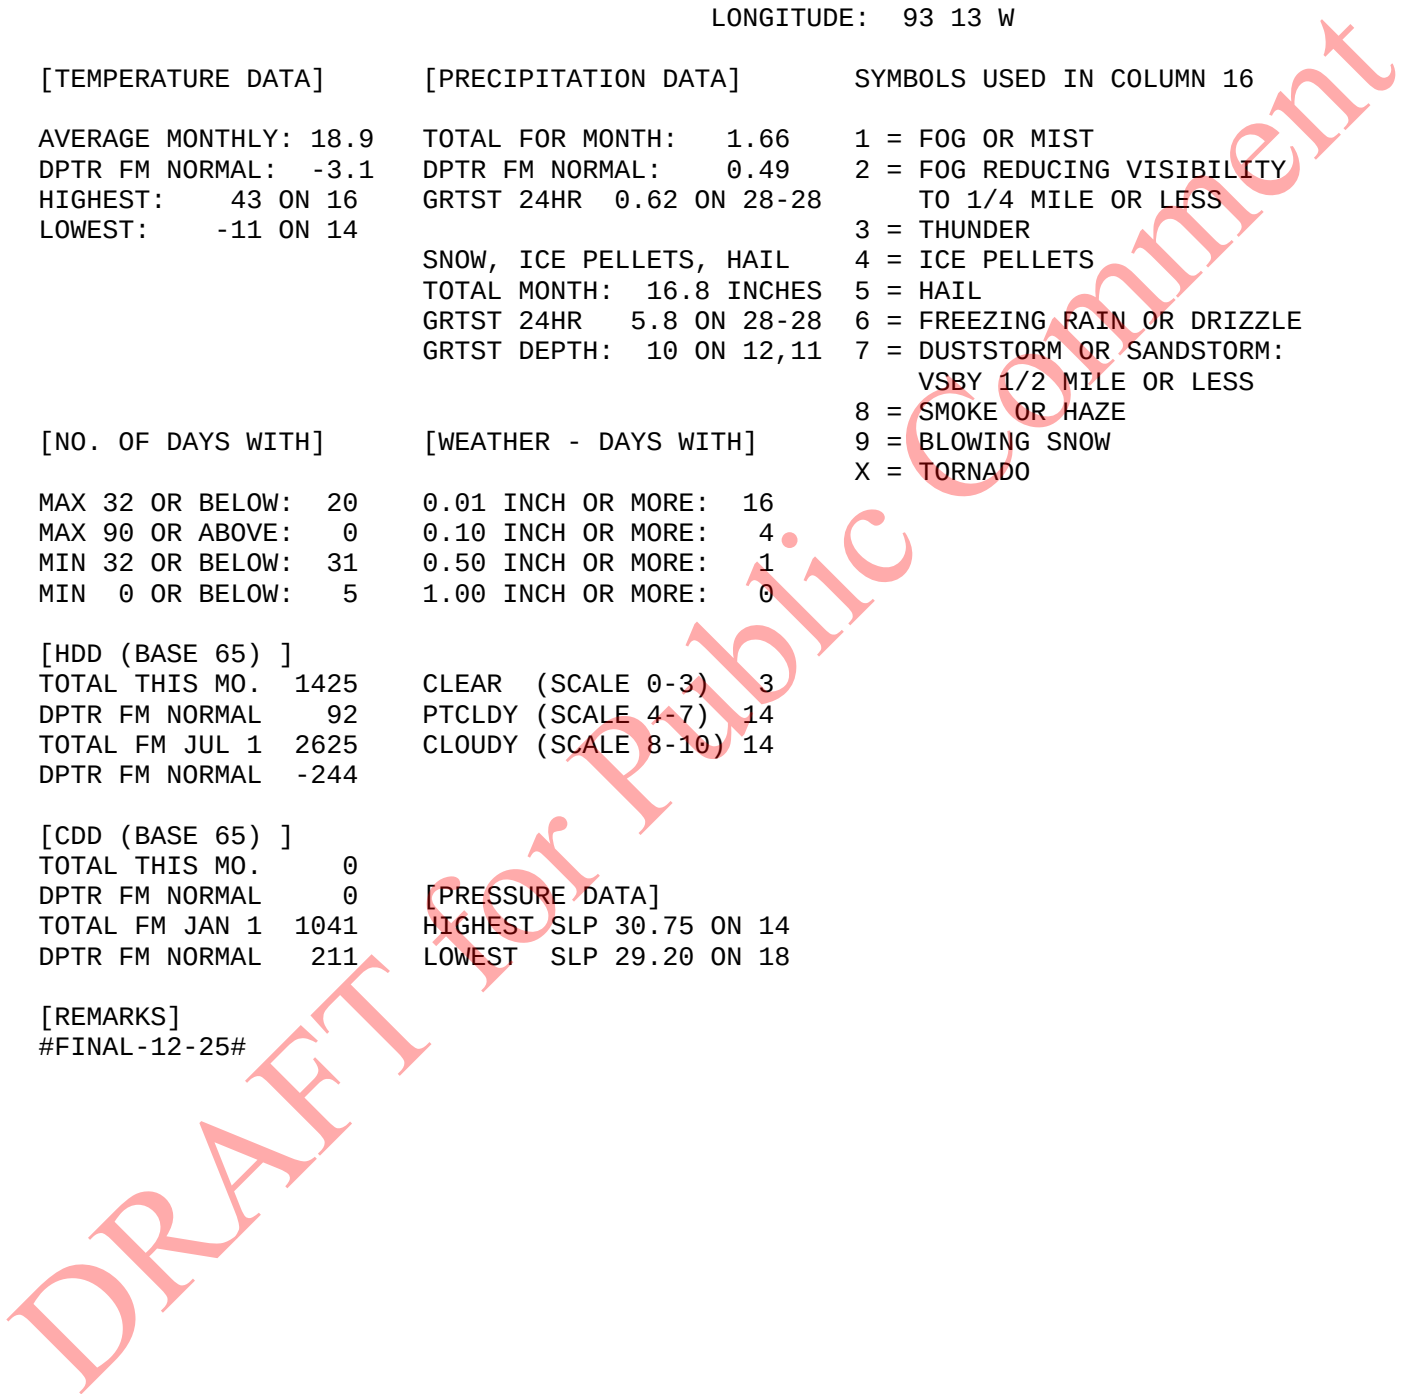 LONGITUDE: 93 13 W
[TEMPERATURE DATA] [PRECIPITATION DATA] SYMBOLS USED IN COLUMN 16
AVERAGE MONTHLY: 18.9 TOTAL FOR MONTH: 1.66 1 = FOG OR MIST
DPTR FM NORMAL: -3.1 DPTR FM NORMAL: 0.49 2 = FOG REDUCING VISIBILITY
HIGHEST: 43 ON 16 GRTST 24HR 0.62 ON 28-28 TO 1/4 MILE OR LESS
LOWEST: -11 ON 14 3 = THUNDER
SNOW, ICE PELLETS, HAIL 4 = ICE PELLETS
TOTAL MONTH: 16.8 INCHES 5 = HAIL
GRTST 24HR 5.8 ON 28-28 6 = FREEZING RAIN OR DRIZZLE
GRTST DEPTH: 10 ON 12,11 7 = DUSTSTORM OR SANDSTORM:
VSBY 1/2 MILE OR LESS
8 = SMOKE OR HAZE
[NO. OF DAYS WITH] [WEATHER - DAYS WITH] 9 = BLOWING SNOW
X = TORNADO
MAX 32 OR BELOW: 20 0.01 INCH OR MORE: 16
MAX 90 OR ABOVE: 0 0.10 INCH OR MORE: 4
MIN 32 OR BELOW: 31 0.50 INCH OR MORE: 1
MIN 0 OR BELOW: 5 1.00 INCH OR MORE: 0
[HDD (BASE 65) ]
TOTAL THIS MO. 1425 CLEAR (SCALE 0-3) 3
DPTR FM NORMAL 92 PTCLDY (SCALE 4-7) 14
TOTAL FM JUL 1 2625 CLOUDY (SCALE 8-10) 14
DPTR FM NORMAL -244
[CDD (BASE 65) ]
TOTAL THIS MO. 0
DPTR FM NORMAL 0 [PRESSURE DATA]
TOTAL FM JAN 1 1041 HIGHEST SLP 30.75 ON 14
DPTR FM NORMAL 211 LOWEST SLP 29.20 ON 18
[REMARKS]
#FINAL-12-25#
DRAFT for Public Comment